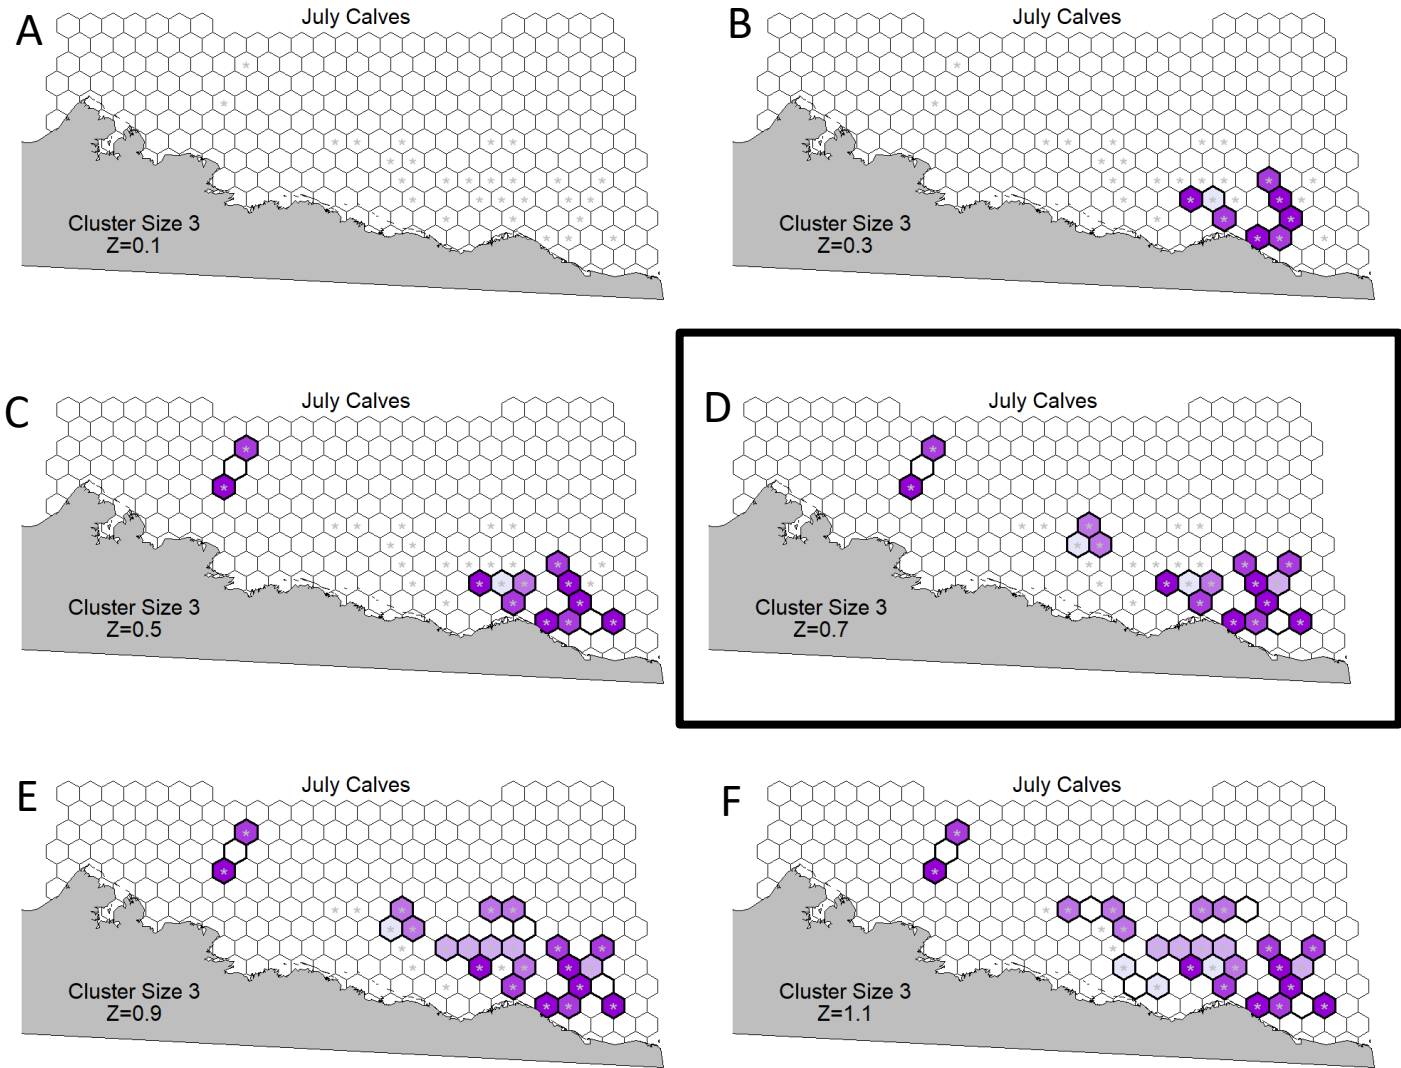 A
July Calves
Cluster Size 3
Z=0.1
B
July Calves
Cluster Size 3
Z=0.3
C
July Calves
Cluster Size 3
Z=0.5
D
July Calves
Cluster Size 3
Z=0.7
E
July Calves
Cluster Size 3
Z=0.9
F
July Calves
Cluster Size 3
Z=1.1